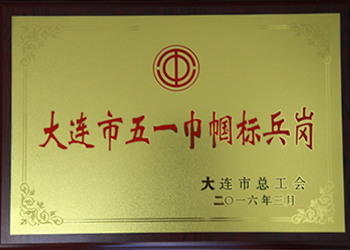 大连市五一巾帼标兵岗
大连市总工会
二〇一六年三月